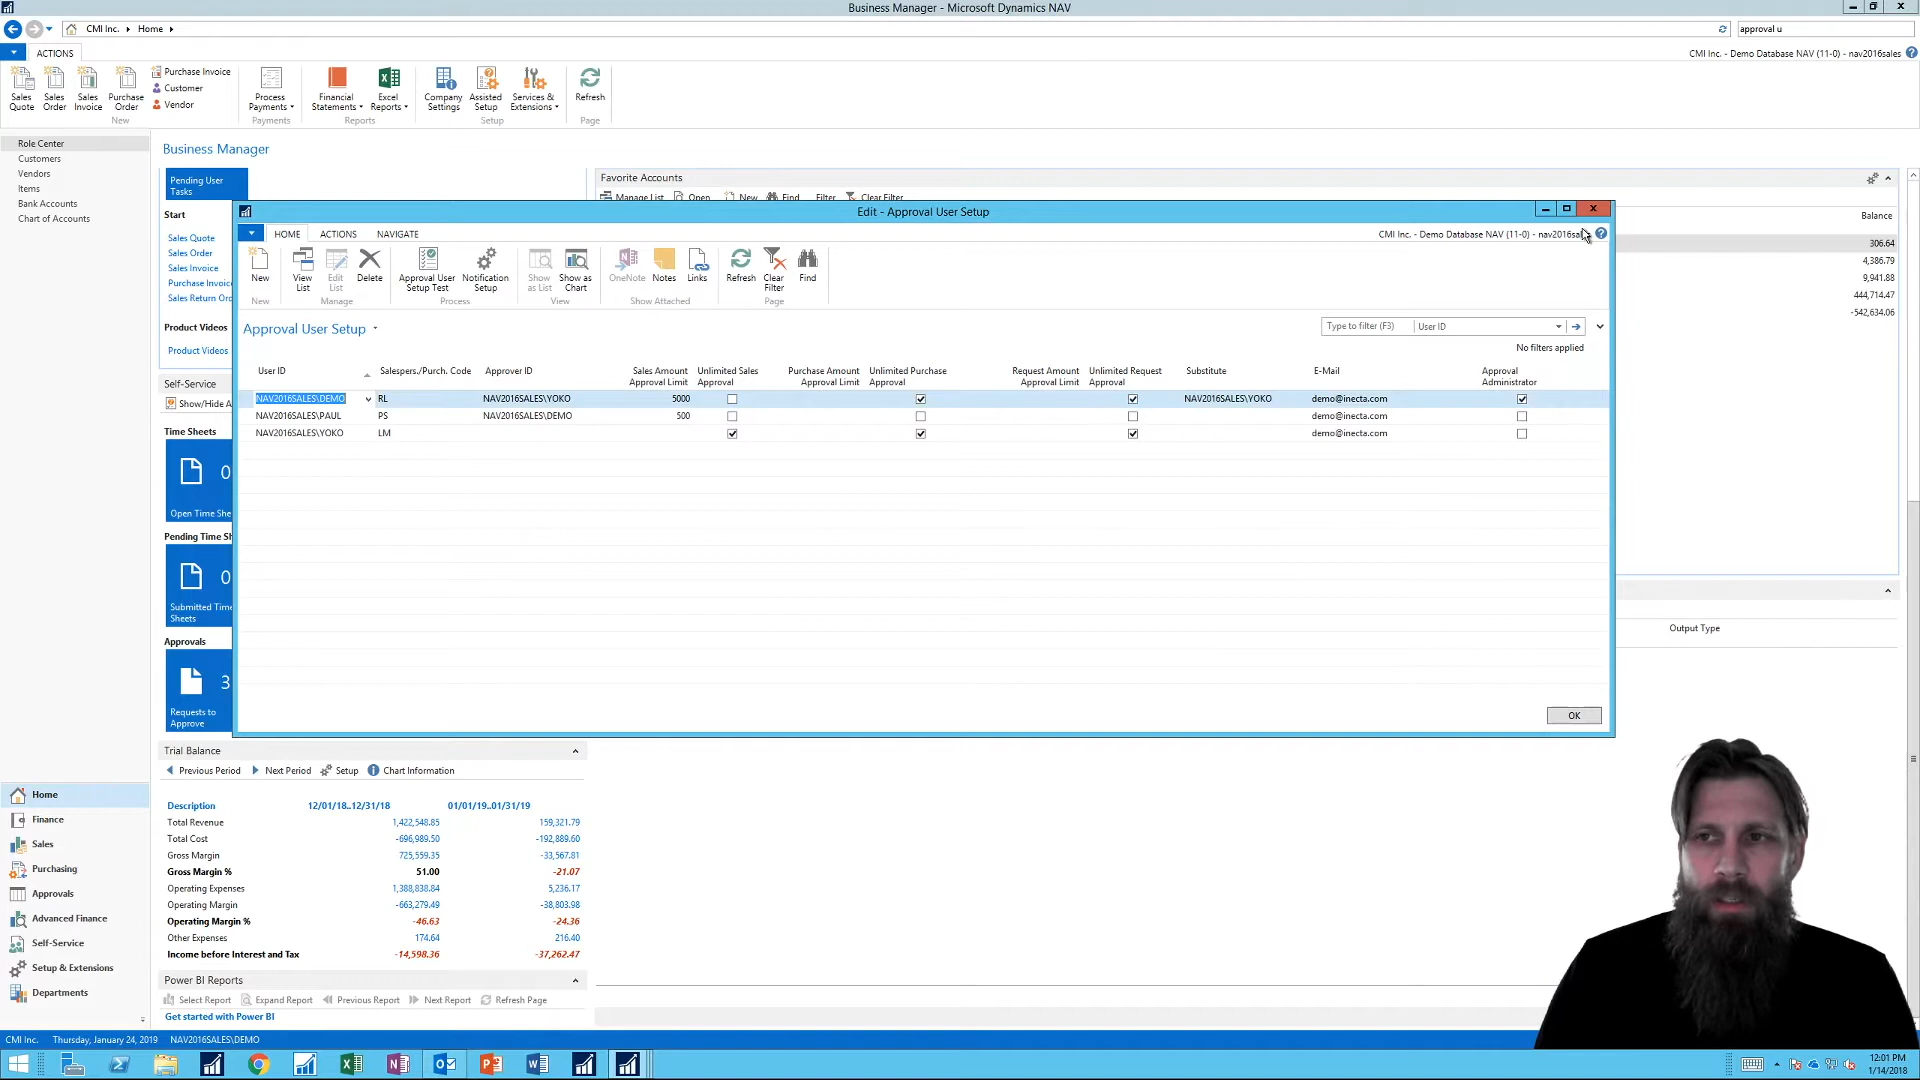 Business Manager - Microsoft Dynamics NAV
CMI Inc. Home
approval u
ACTIONS
CMI Inc. - Demo Database NAV (11-0) - nav2016sales
Sales Quote
Sales Order
Sales Invoice
Purchase Order
Purchase Invoice
Customer
Vendor
Process Payments
Financial Statements
Excel Reports
Company Settings
Assisted Setup
Services & Extensions
Refresh
New
Payments
Reports
Setup
Page
Role Center
Customers
Vendors
Items
Bank Accounts
Chart of Accounts
Business Manager
Pending User Tasks
Favorite Accounts
Manage List Open New Find Filter Clear Filter
Balance
306.64
4,386.79
9,941.88
444,714.47
-542,634.06
Start
Sales Quote
Sales Order
Sales Invoice
Purchase Invoic
Sales Return Ord
Product Videos
Product Videos
Self-Service
Show/Hide A
Time Sheets
0
Open Time She
Pending Time Sh
0
Submitted Time Sheets
Approvals
3
Requests to Approve
Edit - Approval User Setup
HOME ACTIONS NAVIGATE
CMI Inc. - Demo Database NAV (11-0) - nav2016sa
New
View List
Edit List
Delete
Approval User Setup Test
Notification Setup
Show as List
Show as Chart
OneNote
Notes
Links
Refresh
Clear Filter
Find
New
Manage
Process
View
Show Attached
Page
Approval User Setup
Type to filter (F3) User ID
No filters applied
User ID Salespers./Purch. Code Approver ID Sales Amount Approval Limit Unlimited Sales Approval Purchase Amount Approval Limit Unlimited Purchase Approval Request Amount Approval Limit Unlimited Request Approval Substitute E-Mail Approval Administrator
NAV2016SALES\DEMO RL NAV2016SALES\YOKO 5000 NAV2016SALES\YOKO demo@inecta.com
NAV2016SALES\PAUL PS NAV2016SALES\DEMO 500 demo@inecta.com
NAV2016SALES\YOKO LM demo@inecta.com
OK
Output Type
Trial Balance
Previous Period Next Period Setup Chart Information
Description 12/01/18..12/31/18 01/01/19..01/31/19
Total Revenue 1,422,548.85 159,321.79
Total Cost -696,989.50 -192,889.60
Gross Margin 725,559.35 -33,567.81
Gross Margin % 51.00 -21.07
Operating Expenses 1,388,838.84 5,236.17
Operating Margin -663,279.49 -38,803.98
Operating Margin % -46.63 -24.36
Other Expenses 174.64 216.40
Income before Interest and Tax -14,598.36 -37,262.47
Power BI Reports
Select Report Expand Report Previous Report Next Report Refresh Page
Get started with Power BI
Home
Finance
Sales
Purchasing
Approvals
Advanced Finance
Self-Service
Setup & Extensions
Departments
CMI Inc. Thursday, January 24, 2019 NAV2016SALES\DEMO
12:01 PM
1/14/2018